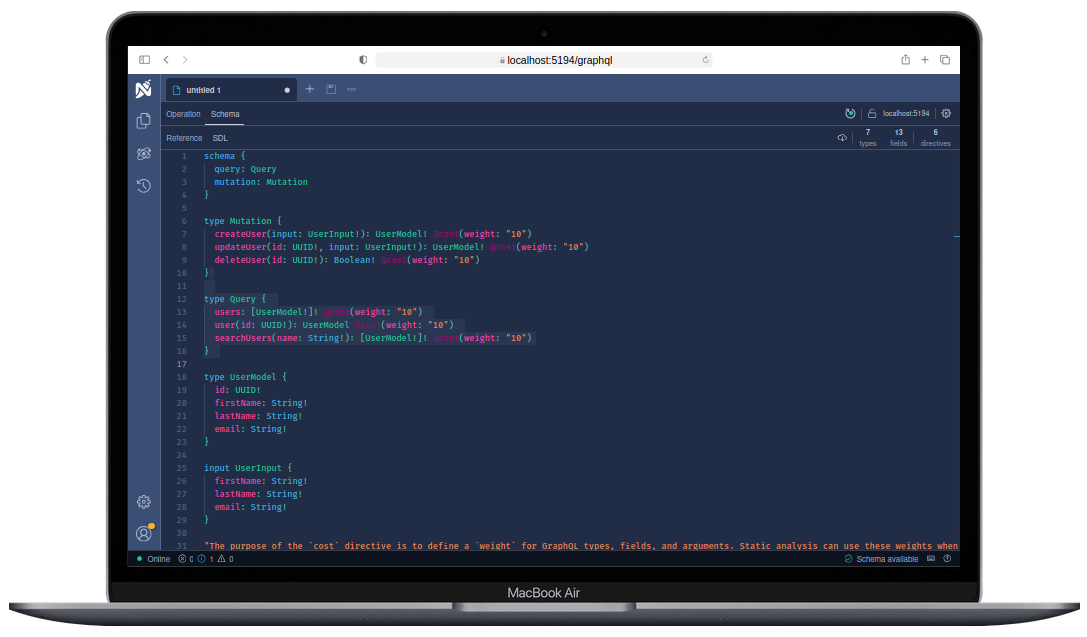 localhost:5194/graphql
untitled 1
Operation Schema localhost:5194
Reference SDL 7 types 13 fields 6 directives
1 schema {
2 query: Query
3 mutation: Mutation
4 }
5
6 type Mutation {
7 createUser(input: UserInput!): UserModel! @cost(weight: "10")
8 updateUser(id: UUID!, input: UserInput!): UserModel! @cost(weight: "10")
9 deleteUser(id: UUID!): Boolean! @cost(weight: "10")
10 }
11
12 type Query {
13 users: [UserModel!]! @cost(weight: "10")
14 user(id: UUID!): UserModel @cost(weight: "10")
15 searchUsers(name: String!): [UserModel!]! @cost(weight: "10")
16 }
17
18 type UserModel {
19 id: UUID!
20 firstName: String!
21 lastName: String!
22 email: String!
23 }
24
25 input UserInput {
26 firstName: String!
27 lastName: String!
28 email: String!
29 }
30
31 "The purpose of the `cost` directive is to define a `weight` for GraphQL types, fields, and arguments. Static analysis can use these weights when
Online 0 1 0 Schema available
MacBook Air